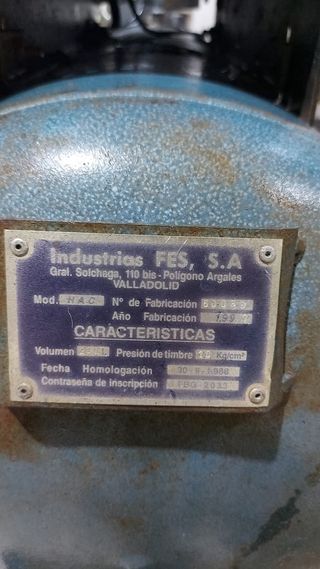 Industrias FES, S.A
Gral. Solchaga, 110 bis - Polígono Argales
VALLADOLID
Mod. HAC Nº de Fabricación
Año Fabricación
CARACTERISTICAS
Volumen Presión de timbre Kg/cm²
Fecha Homologación
Contraseña de inscripción